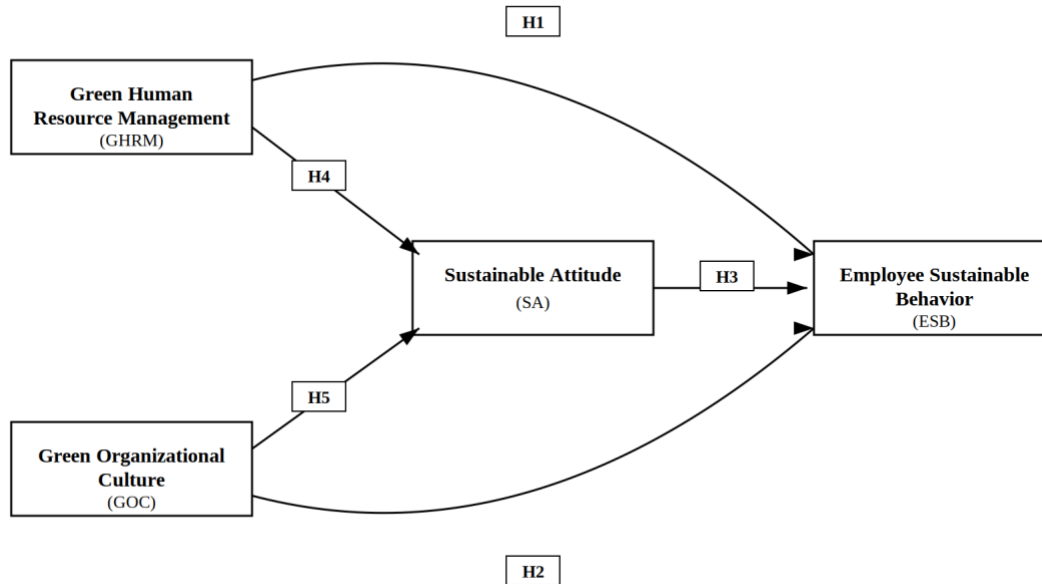 H1
Green Human
Resource Management
(GHRM)
H4
Sustainable Attitude
(SA)
H3
Employee Sustainable
Behavior
(ESB)
H5
Green Organizational
Culture
(GOC)
H2